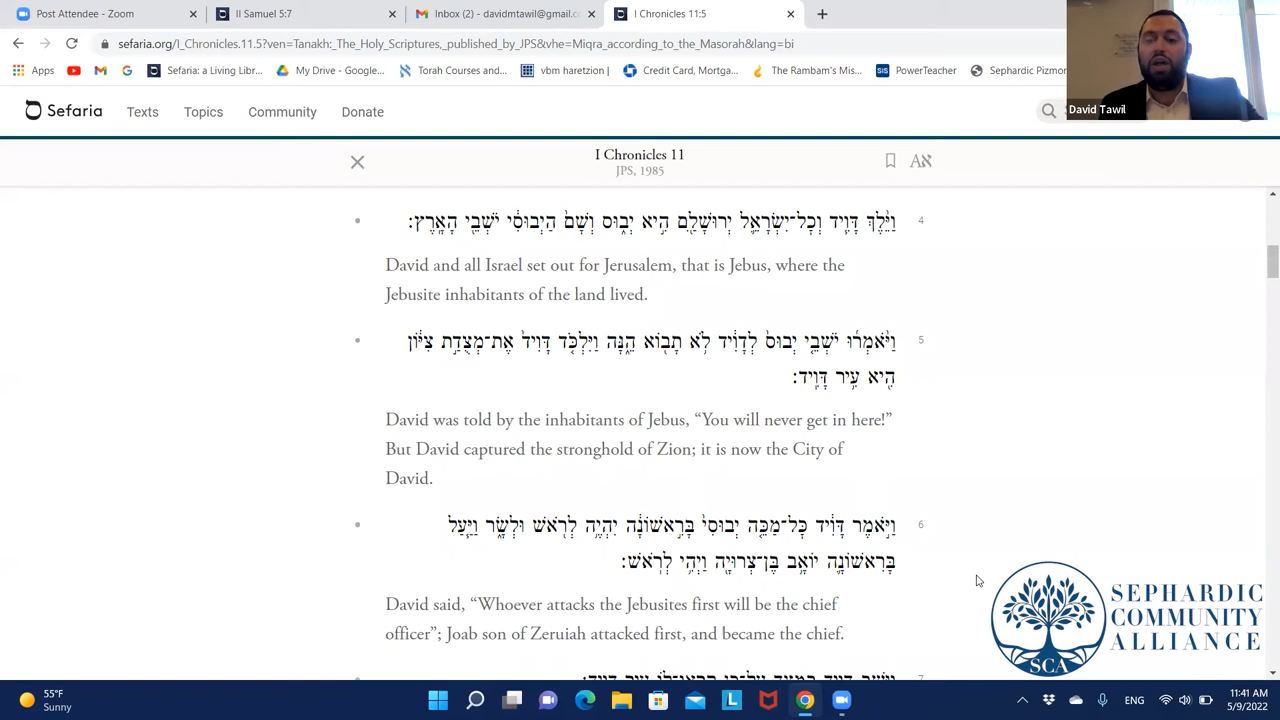 Post Attendee - Zoom
II Samuel 5:7
Inbox (2) - davidmtawil@gmail.cc
I Chronicles 11:5
sefaria.org/I_Chronicles.11.5?ven=Tanakh:_The_Holy_Scriptures,_published_by_JPS&vhe=Miqra_according_to_the_Masorah&lang=bi
Apps
Sefaria: a Living Libr...
My Drive - Google...
Torah Courses and...
vbm haretzion
Credit Card, Mortga...
The Rambam's Mis...
SIS
PowerTeacher
Sephardic Pizmon
David Tawil
Sefaria
Texts
Topics
Community
Donate
I Chronicles 11
JPS, 1985
Aא
4
וַיֵּ֨לֶךְ דָּוִ֧יד וְכׇל־יִשְׂרָאֵ֛ל יְרוּשָׁלַ֖͏ִם הִ֣יא יְב֑וּס וְשָׁם֙ הַיְבוּסִ֔י יֹשְׁבֵ֖י הָאָֽרֶץ׃
David and all Israel set out for Jerusalem, that is Jebus, where the
Jebusite inhabitants of the land lived.
5
וַיֹּ֨אמְר֜וּ יֹשְׁבֵ֤י יְבוּס֙ לְדָוִ֔יד לֹ֥א תָב֖וֹא הֵ֑נָּה וַיִּלְכֹּ֤ד דָּוִיד֙ אֶת־מְצֻדַ֣ת צִיּ֔וֹן
הִ֖יא עִ֥יר דָּוִֽיד׃
David was told by the inhabitants of Jebus, “You will never get in here!”
But David captured the stronghold of Zion; it is now the City of
David.
6
וַיֹּ֣אמֶר דָּוִ֔יד כׇּל־מַכֵּ֤ה יְבוּסִי֙ בָּרִ֣אשׁוֹנָ֔ה יִהְיֶ֥ה לְרֹ֖אשׁ וּלְשָׂ֑ר וַיַּ֧עַל
בָּרִאשׁוֹנָ֛ה יוֹאָ֥ב בֶּן־צְרוּיָ֖ה וַיְהִ֥י לְרֹֽאשׁ׃
David said, “Whoever attacks the Jebusites first will be the chief
officer”; Joab son of Zeruiah attacked first, and became the chief.
7
SEPHARDIC
COMMUNITY
ALLIANCE
SCA
55°F
Sunny
L
ENG
11:41 AM
5/9/2022